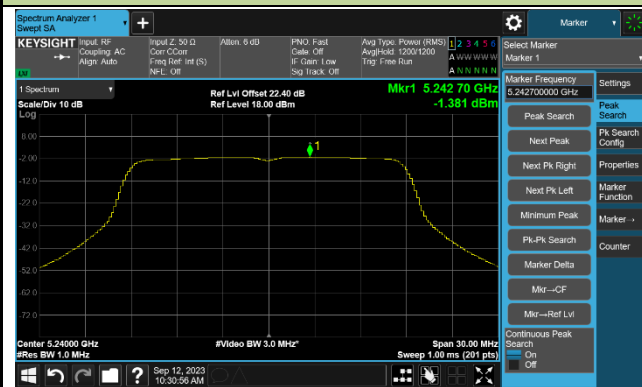 Spectrum Analyzer 1
Swept SA
Marker
KEYSIGHT
Input: RF
Coupling: AC
Align: Auto
Input Z: 50 Ω
Corr CCorr
Freq Ref: Int (S)
NFE: Off
Atten: 6 dB
PNO: Fast
Gate: Off
IF Gain: Low
Sig Track: Off
Avg Type: Power (RMS)
Avg|Hold: 1200/1200
Trig: Free Run
1 2 3 4 5 6
A W W W W W
A N N N N N
LXI
Select Marker
Marker 1
Marker Frequency
5.242700000 GHz
Peak Search
Next Peak
Next Pk Right
Next Pk Left
Minimum Peak
Pk-Pk Search
Marker Delta
Mkr→CF
Mkr→Ref Lvl
Continuous Peak
Search
On
Off
Settings
Peak
Search
Pk Search
Config
Properties
Marker
Function
Marker→
Counter
1 Spectrum
Scale/Div 10 dB
Log
Ref Lvl Offset 22.40 dB
Ref Level 18.00 dBm
Mkr1 5.242 70 GHz
-1.381 dBm
1
8.00
-2.00
-12.0
-22.0
-32.0
-42.0
-52.0
-62.0
-72.0
Center 5.24000 GHz
#Res BW 1.0 MHz
#Video BW 3.0 MHz*
Span 30.00 MHz
Sweep 1.00 ms (201 pts)
?
Sep 12, 2023
10:30:56 AM